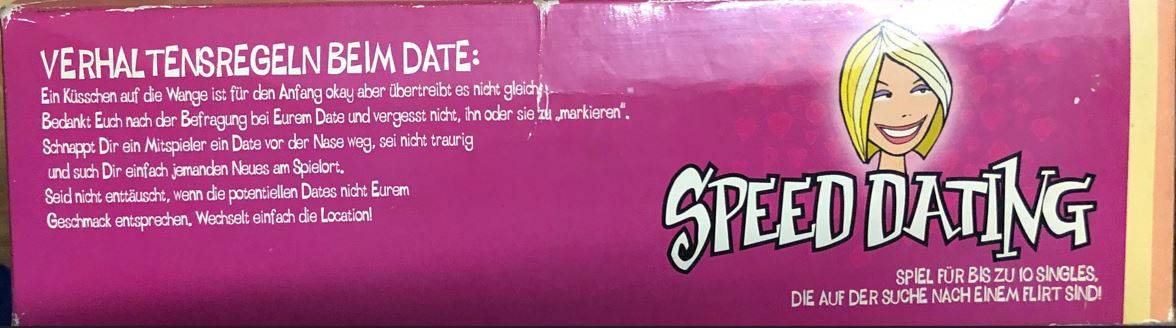 VERHALTENSREGELN BEIM DATE:
Ein Küsschen auf die Wange ist für den Anfang okay aber übertreibt es nicht gleich!
Bedankt Euch nach der Befragung bei Eurem Date und vergesst nicht, ihn oder sie zu „markieren“.
Schnappt Dir ein Mitspieler ein Date vor der Nase weg, sei nicht traurig
und such Dir einfach jemanden Neues am Spielort.
Seid nicht enttäuscht, wenn die potentiellen Dates nicht Eurem
Geschmack entsprechen. Wechselt einfach die Location!
SPEED DATING
SPIEL FÜR BIS ZU 10 SINGLES,
DIE AUF DER SUCHE NACH EINEM FLIRT SIND!